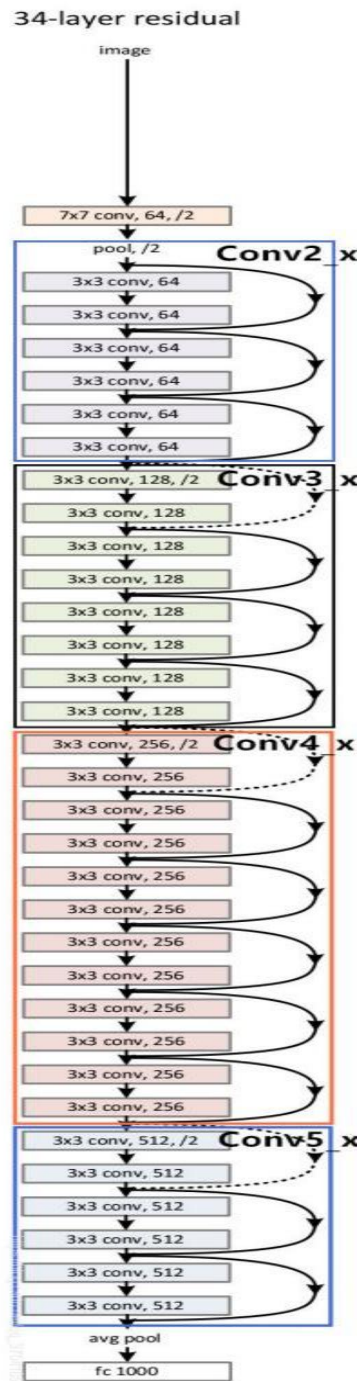 34-layer residual
image
7x7 conv, 64, /2
pool, /2
Conv2_x
3x3 conv, 64
3x3 conv, 64
3x3 conv, 64
3x3 conv, 64
3x3 conv, 64
3x3 conv, 64
3x3 conv, 128, /2
Conv3_x
3x3 conv, 128
3x3 conv, 128
3x3 conv, 128
3x3 conv, 128
3x3 conv, 128
3x3 conv, 128
3x3 conv, 128
3x3 conv, 256, /2
Conv4_x
3x3 conv, 256
3x3 conv, 256
3x3 conv, 256
3x3 conv, 256
3x3 conv, 256
3x3 conv, 256
3x3 conv, 256
3x3 conv, 256
3x3 conv, 256
3x3 conv, 256
3x3 conv, 256
3x3 conv, 512, /2
Conv5_x
3x3 conv, 512
3x3 conv, 512
3x3 conv, 512
3x3 conv, 512
3x3 conv, 512
avg pool
fc 1000